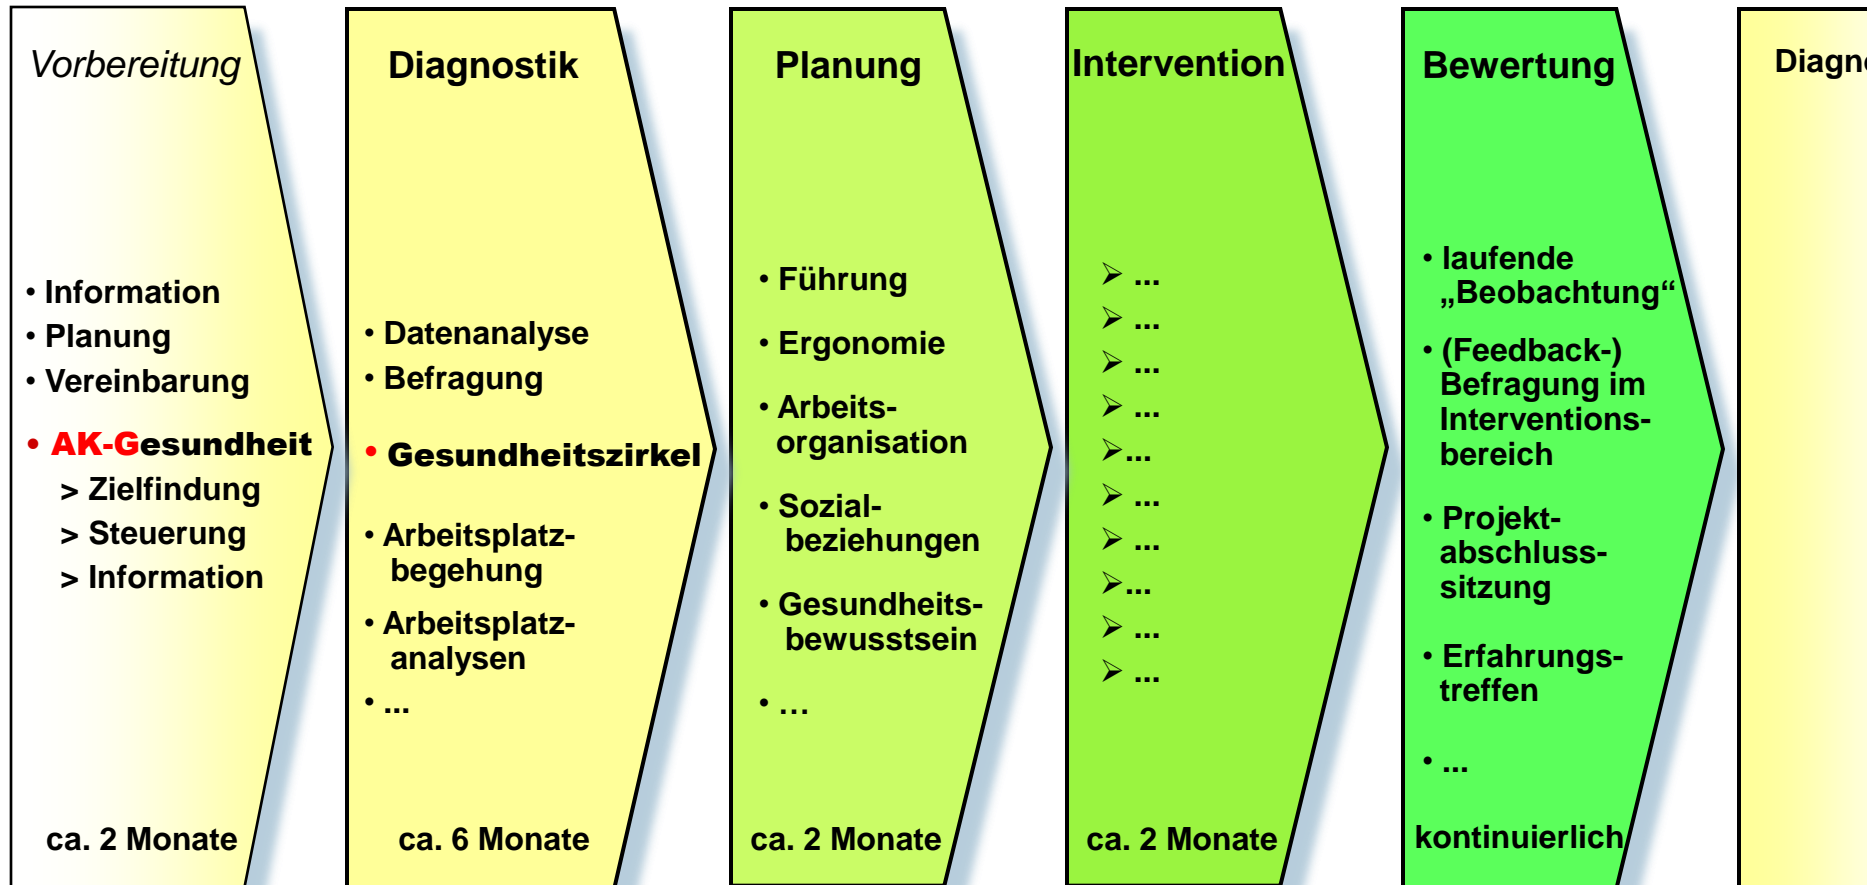 Vorbereitung
• Information
• Planung
• Vereinbarung
• AK-Gesundheit
> Zielfindung
> Steuerung
> Information
ca. 2 Monate
Diagnostik
• Datenanalyse
• Befragung
• Gesundheitszirkel
• Arbeitsplatz-
begehung
• Arbeitsplatz-
analysen
• ...
ca. 6 Monate
Planung
• Führung
• Ergonomie
• Arbeits-
organisation
• Sozial-
beziehungen
• Gesundheits-
bewusstsein
• …
ca. 2 Monate
Intervention
➢ ...
➢ ...
➢ ...
➢ ...
➢...
➢ ...
➢ ...
➢...
➢ ...
➢ ...
ca. 2 Monate
Bewertung
• laufende
„Beobachtung“
• (Feedback-)
Befragung im
Interventions-
bereich
• Projekt-
abschluss-
sitzung
• Erfahrungs-
treffen
• ...
kontinuierlich